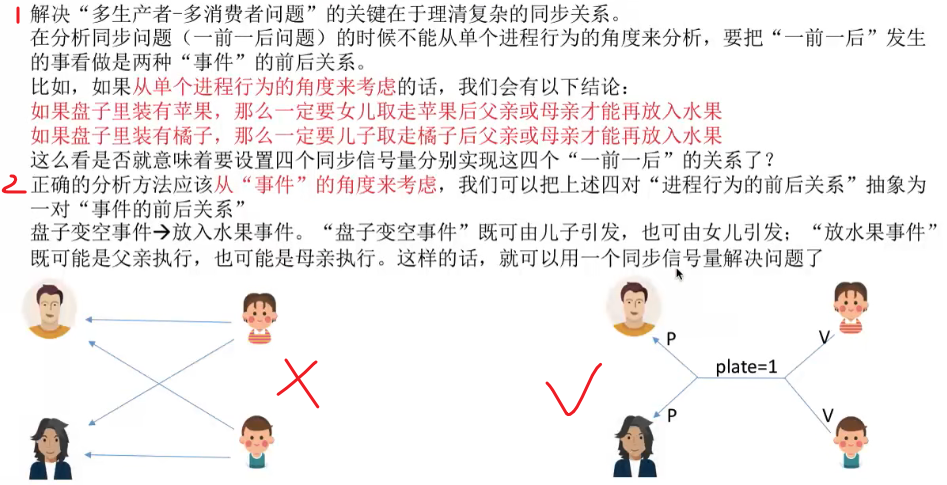 1 解决“多生产者-多消费者问题”的关键在于理清复杂的同步关系。
在分析同步问题（一前一后问题）的时候不能从单个进程行为的角度来分析，要把“一前一后”发生
的事看做是两种“事件”的前后关系。
比如，如果从单个进程行为的角度来考虑的话，我们会有以下结论：
如果盘子里装有苹果，那么一定要女儿取走苹果后父亲或母亲才能再放入水果
如果盘子里装有橘子，那么一定要儿子取走橘子后父亲或母亲才能再放入水果
这么看是否就意味着要设置四个同步信号量分别实现这四个“一前一后”的关系了？
2 正确的分析方法应该从“事件”的角度来考虑，我们可以把上述四对“进程行为的前后关系”抽象为
一对“事件的前后关系”
盘子变空事件→放入水果事件。“盘子变空事件”既可由儿子引发，也可由女儿引发；“放水果事件”
既可能是父亲执行，也可能是母亲执行。这样的话，就可以用一个同步信号量解决问题了
P
V
plate=1
P
V